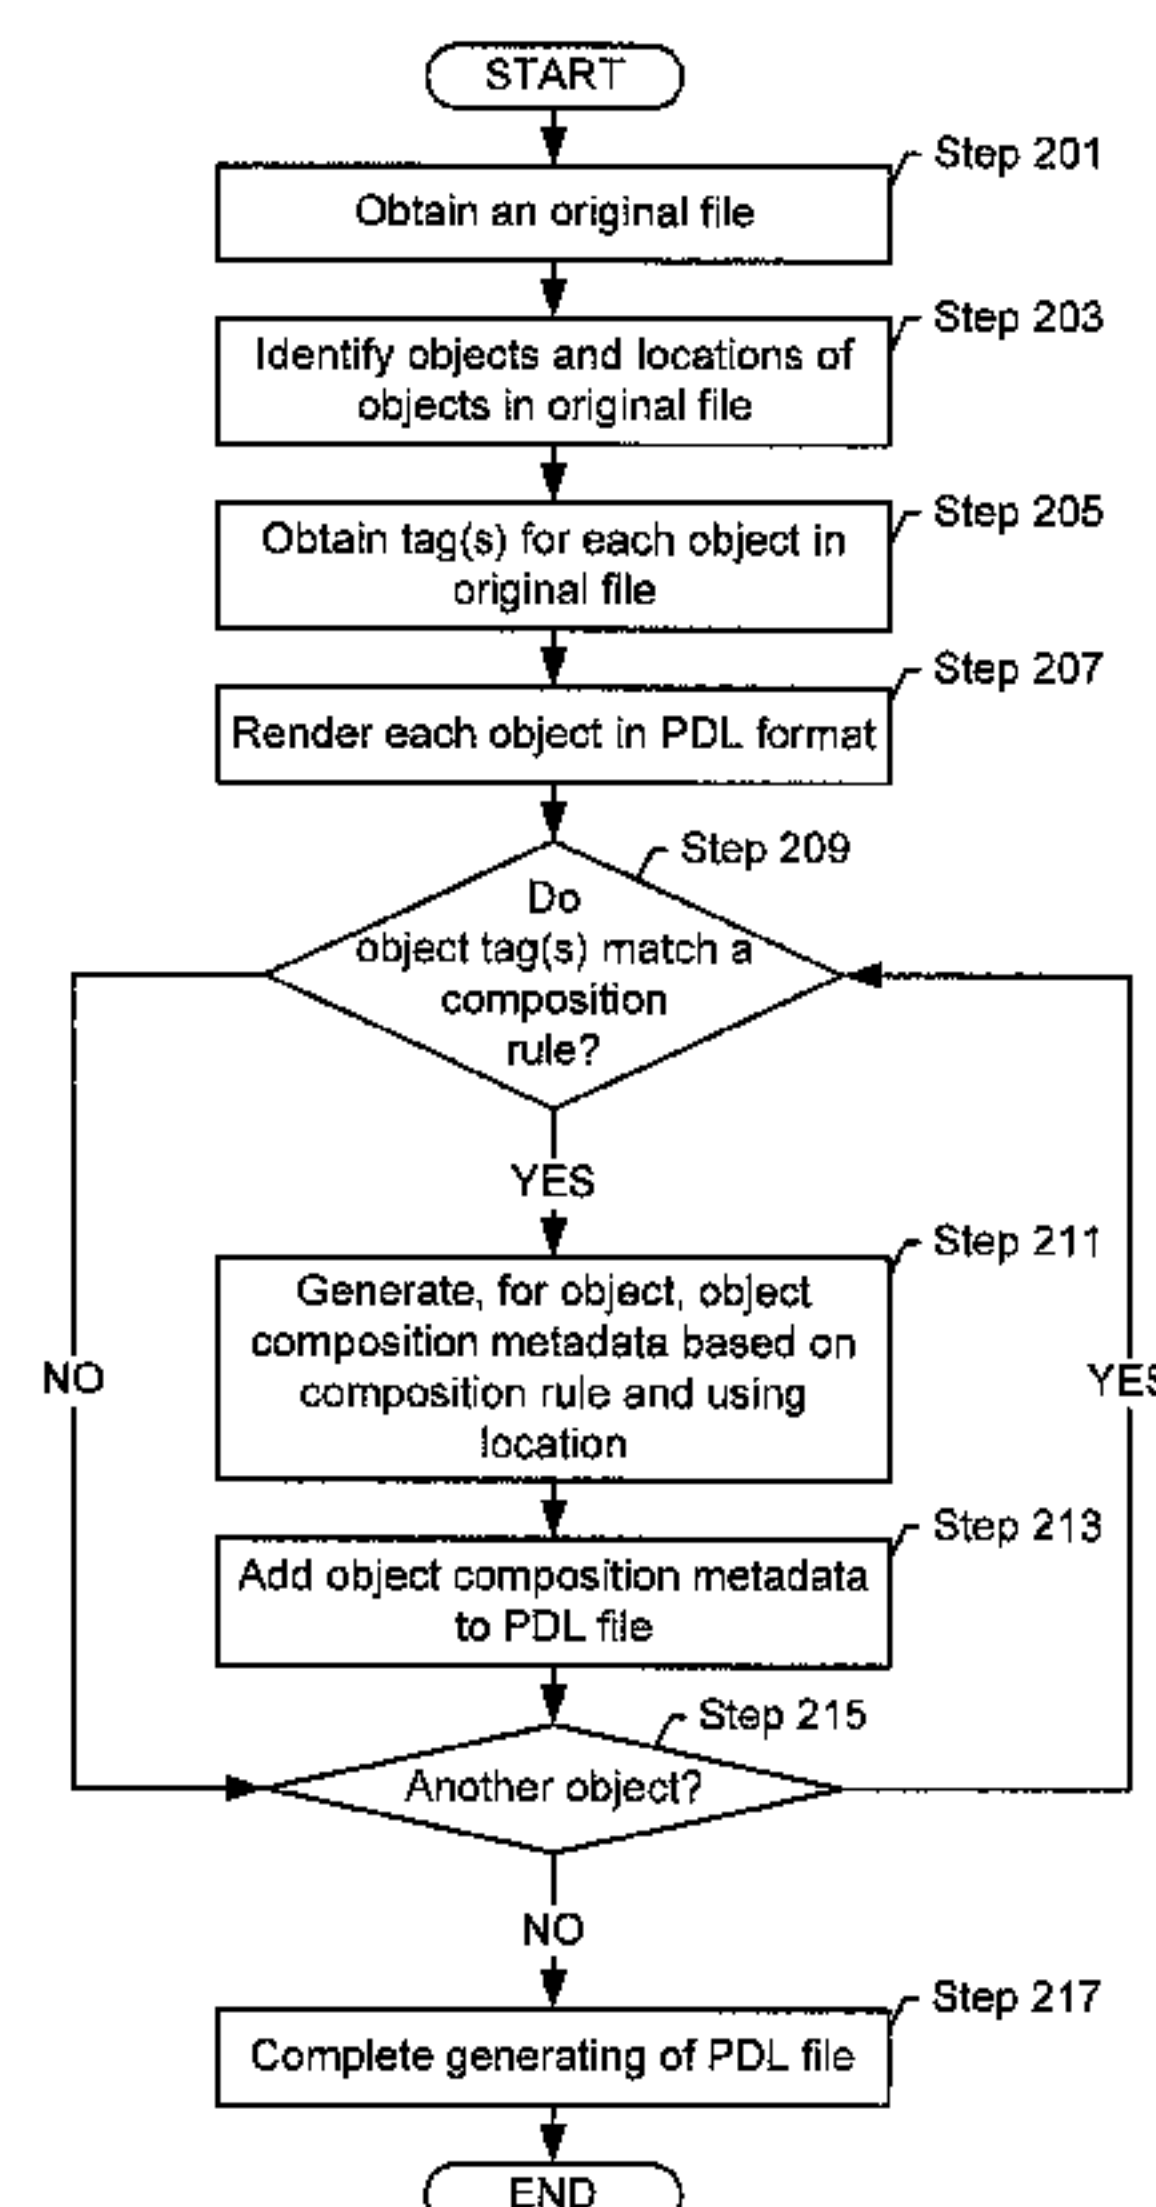 START
Step 201
Obtain an original file
Step 203
Identify objects and locations of
objects in original file
Step 205
Obtain tag(s) for each object in
original file
Step 207
Render each object in PDL format
Step 209
Do
object tag(s) match a
composition
rule?
YES
Step 211
Generate, for object, object
composition metadata based on
composition rule and using
location
NO
YES
Step 213
Add object composition metadata
to PDL file
Step 215
Another object?
NO
Step 217
Complete generating of PDL file
END